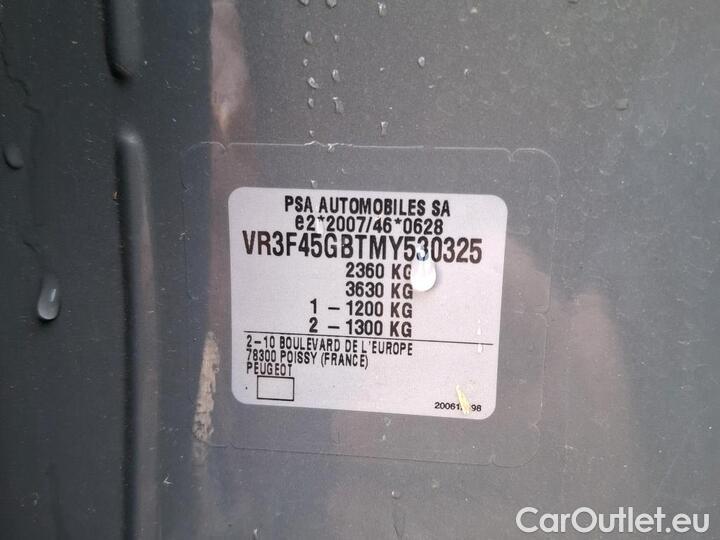 PSA AUTOMOBILES SA
e2*2007/46*0628
VR3F45GBTMY530325
2360 KG
3630 KG
1 - 1200 KG
2 - 1300 KG
2-10 BOULEVARD DE L'EUROPE
78300 POISSY (FRANCE)
PEUGEOT
CarOutlet.eu